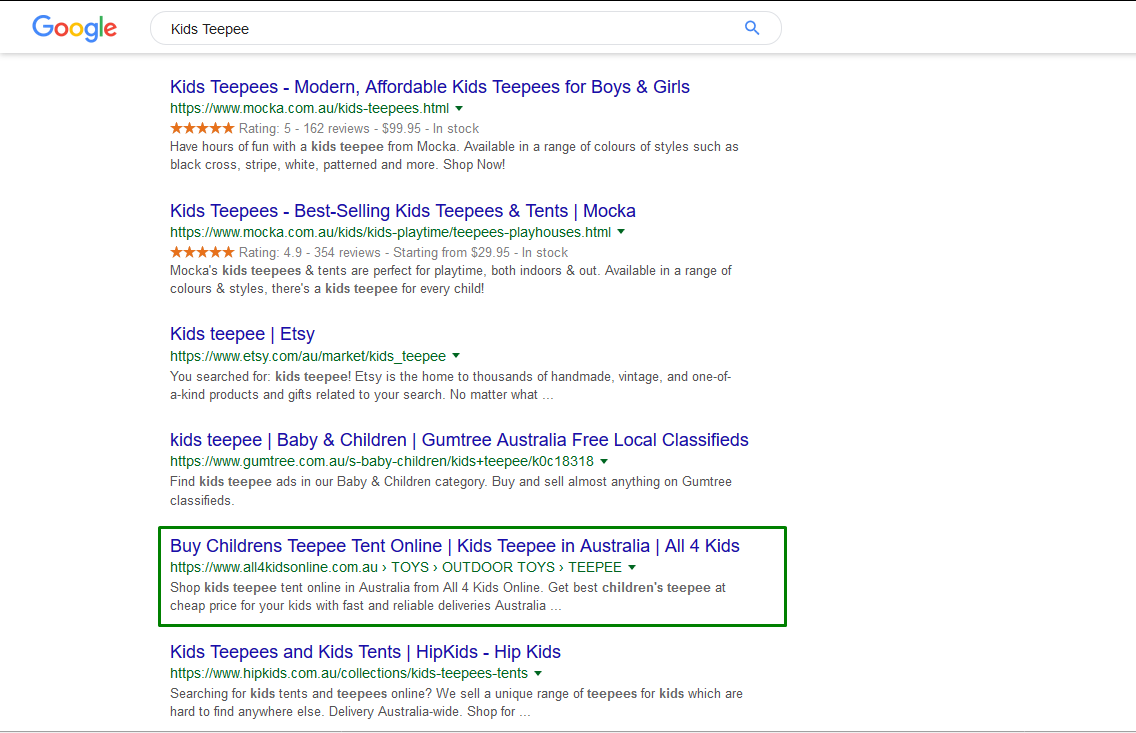 Google
Kids Teepee
Kids Teepees - Modern, Affordable Kids Teepees for Boys & Girls
https://www.mocka.com.au/kids-teepees.html
Rating: 5 - 162 reviews - $99.95 - In stock
Have hours of fun with a kids teepee from Mocka. Available in a range of colours of styles such as
black cross, stripe, white, patterned and more. Shop Now!
Kids Teepees - Best-Selling Kids Teepees & Tents | Mocka
https://www.mocka.com.au/kids/kids-playtime/teepees-playhouses.html
Rating: 4.9 - 354 reviews - Starting from $29.95 - In stock
Mocka's kids teepees & tents are perfect for playtime, both indoors & out. Available in a range of
colours & styles, there's a kids teepee for every child!
Kids teepee | Etsy
https://www.etsy.com/au/market/kids_teepee
You searched for: kids teepee! Etsy is the home to thousands of handmade, vintage, and one-of-
a-kind products and gifts related to your search. No matter what ...
kids teepee | Baby & Children | Gumtree Australia Free Local Classifieds
https://www.gumtree.com.au/s-baby-children/kids+teepee/k0c18318
Find kids teepee ads in our Baby & Children category. Buy and sell almost anything on Gumtree
classifieds.
Buy Childrens Teepee Tent Online | Kids Teepee in Australia | All 4 Kids
https://www.all4kidsonline.com.au › TOYS › OUTDOOR TOYS › TEEPEE
Shop kids teepee tent online in Australia from All 4 Kids Online. Get best children's teepee at
cheap price for your kids with fast and reliable deliveries Australia ...
Kids Teepees and Kids Tents | HipKids - Hip Kids
https://www.hipkids.com.au/collections/kids-teepees-tents
Searching for kids tents and teepees online? We sell a unique range of teepees for kids which are
hard to find anywhere else. Delivery Australia-wide. Shop for ...